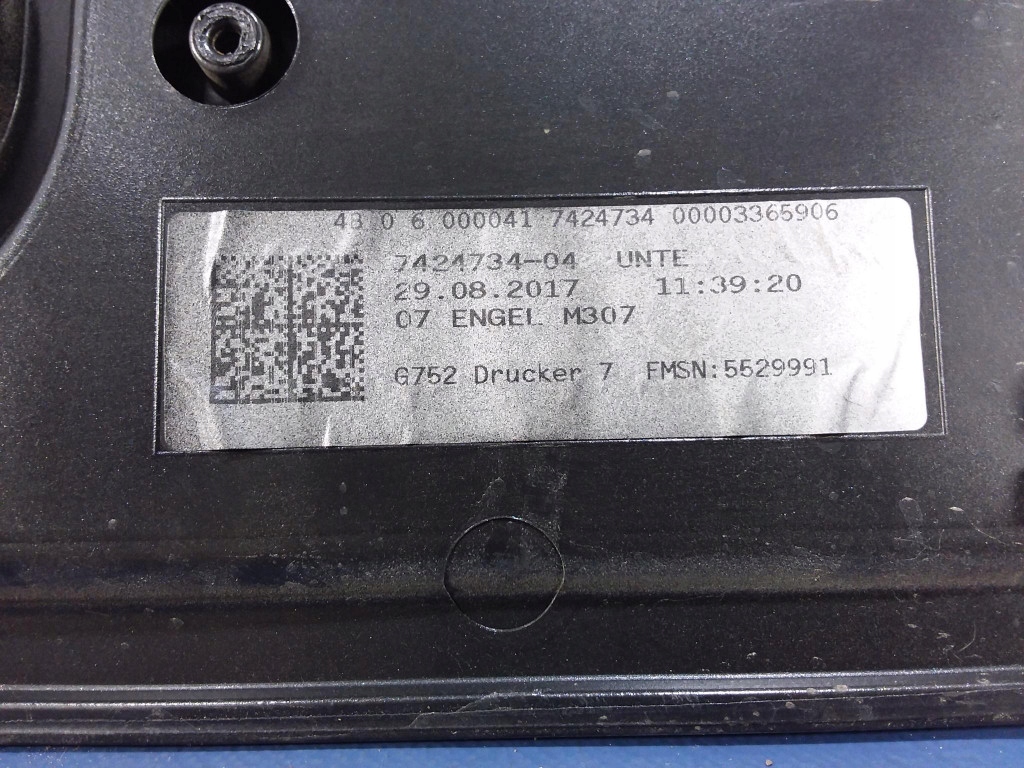 4B 0 6 000041 7424734 00003365906
7424734-04 UNTE
29.08.2017 11:39:20
07 ENGEL M307
G752 Drucker 7 FMSN:5529991